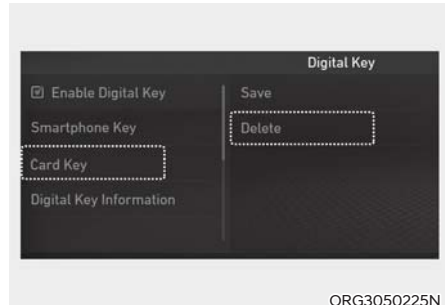 Digital Key
Enable Digital Key
Smartphone Key
Card Key
Digital Key Information
Save
Delete
ORG3050225N